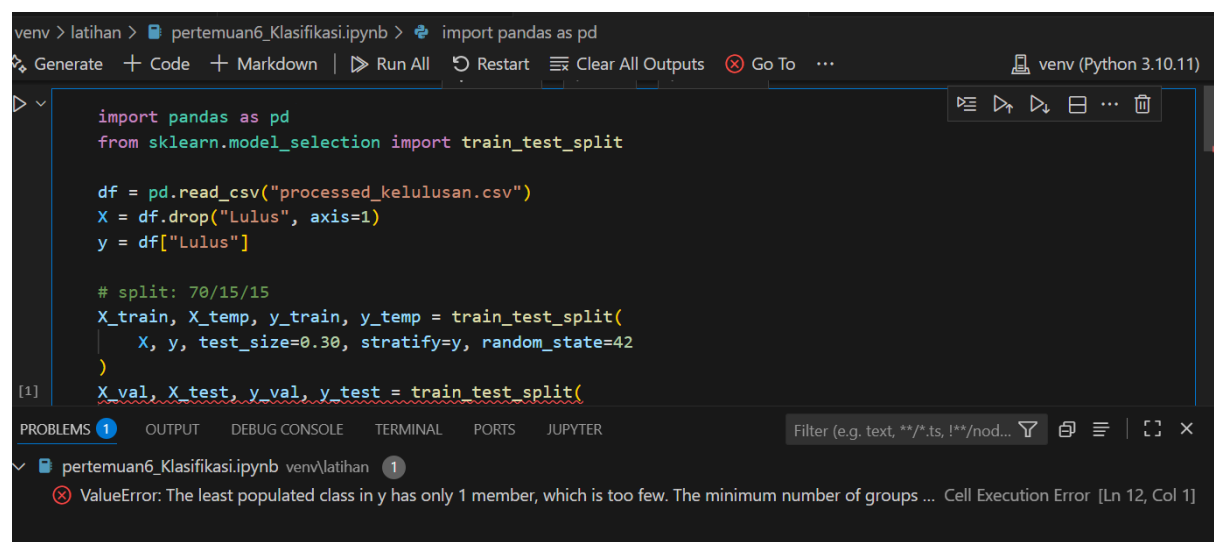 venv > latihan > pertemuan6_Klasifikasi.ipynb > import pandas as pd
Generate + Code + Markdown | Run All Restart Clear All Outputs Go To ··· venv (Python 3.10.11)
import pandas as pd
from sklearn.model_selection import train_test_split
df = pd.read_csv("processed_kelulusan.csv")
X = df.drop("Lulus", axis=1)
y = df["Lulus"]
# split: 70/15/15
X_train, X_temp, y_train, y_temp = train_test_split(
X, y, test_size=0.30, stratify=y, random_state=42
)
[1] X_val, X_test, y_val, y_test = train_test_split(
PROBLEMS 1 OUTPUT DEBUG CONSOLE TERMINAL PORTS JUPYTER Filter (e.g. text, **/*.ts, !**/nod...
pertemuan6_Klasifikasi.ipynb venv\latihan 1
ValueError: The least populated class in y has only 1 member, which is too few. The minimum number of groups ... Cell Execution Error [Ln 12, Col 1]